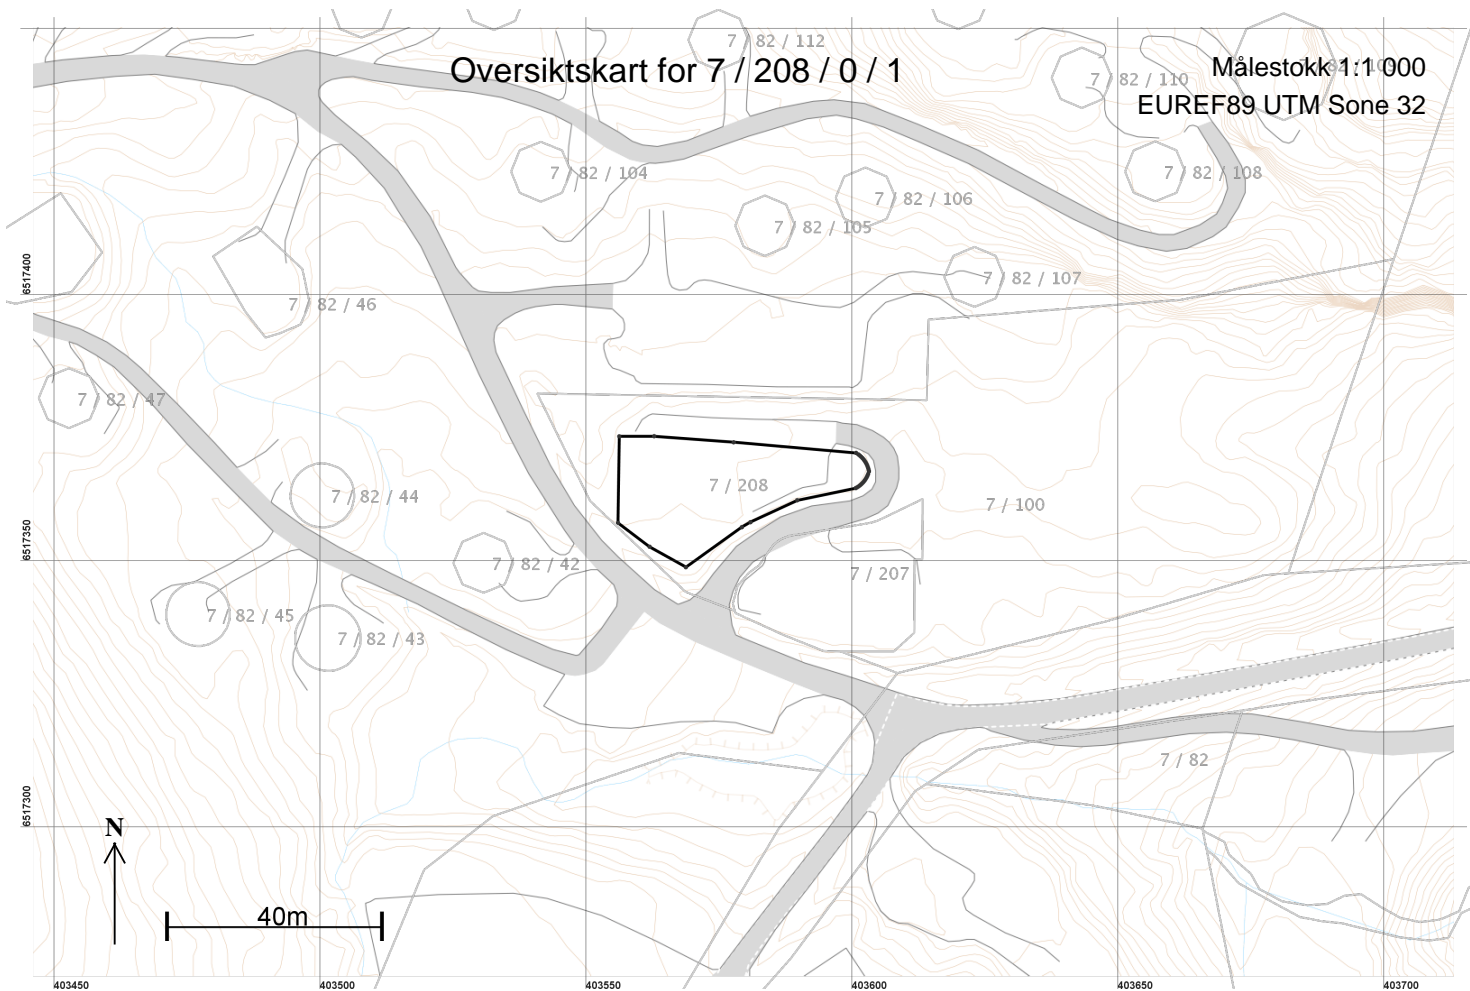 7 / 82 / 112
Oversiktskart for 7 / 208 / 0 / 1
Målestokk 1:1 000
EUREF89 UTM Sone 32
7 / 82 / 110
7 / 82 / 104
7 / 82 / 108
7 / 82 / 106
7 / 82 / 105
6517400
7 / 82 / 107
7 / 82 / 46
7 / 82 / 47
7 / 208
7 / 82 / 44
7 / 100
6517350
7 / 82 / 42
7 / 207
7 / 82 / 45
7 / 82 / 43
7 / 82
6517300
N
40m
403450
403500
403550
403600
403650
403700